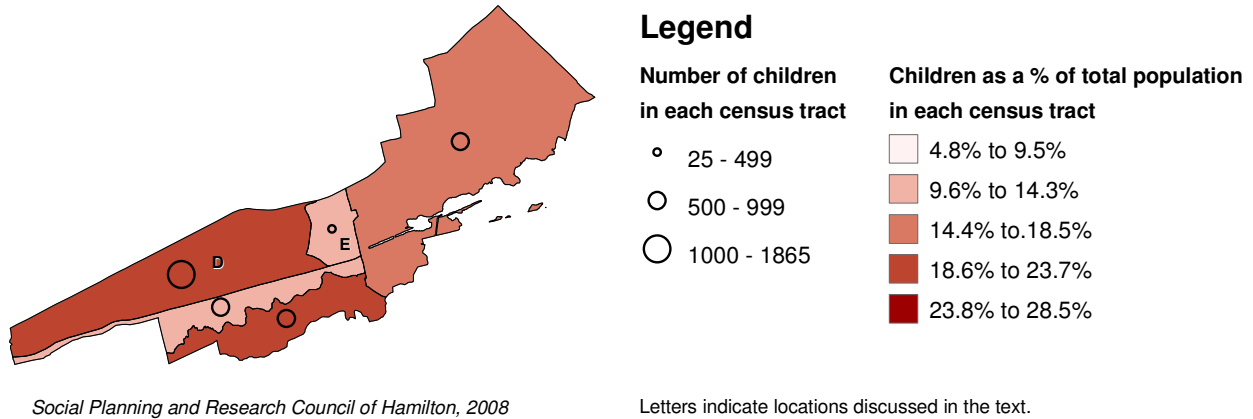 Legend
Number of children
in each census tract
25 - 499
500 - 999
1000 - 1865
Children as a % of total population
in each census tract
4.8% to 9.5%
9.6% to 14.3%
14.4% to.18.5%
18.6% to 23.7%
23.8% to 28.5%
E
D
Social Planning and Research Council of Hamilton, 2008
Letters indicate locations discussed in the text.